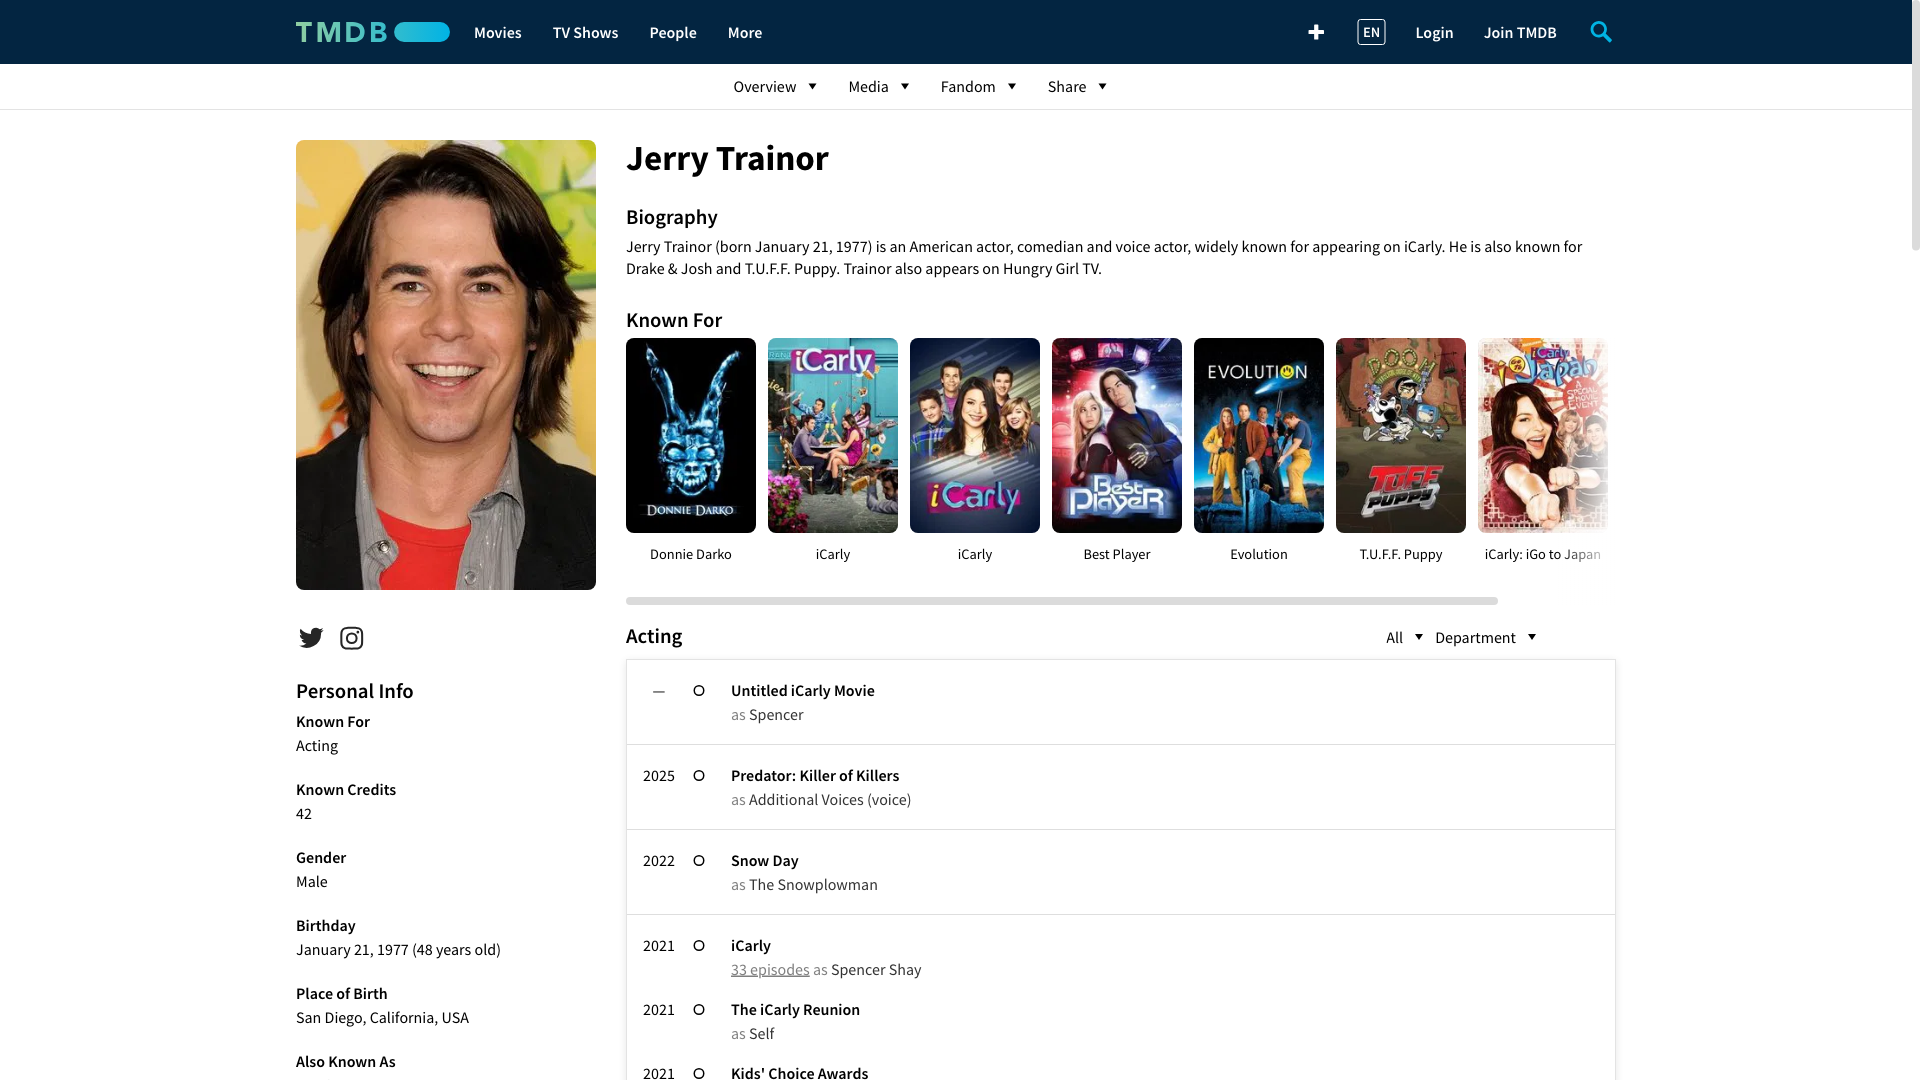 TMDB
Movies
TV Shows
People
More
EN
Login
Join TMDB
Overview
Media
Fandom
Share
Jerry Trainor
Biography
Jerry Trainor (born January 21, 1977) is an American actor, comedian and voice actor, widely known for appearing on iCarly. He is also known for
Drake & Josh and T.U.F.F. Puppy. Trainor also appears on Hungry Girl TV.
Known For
DONNIE DARKO
iCarly
iCarly
Best
Player
EVOLUTION
TUFF
PUPPY
iCarly
Japan
A
SPECIAL
MOVIE
EVENT
Donnie Darko
iCarly
iCarly
Best Player
Evolution
T.U.F.F. Puppy
iCarly: iGo to Japan
Acting
All
Department
—
Untitled iCarly Movie
as Spencer
2025
Predator: Killer of Killers
as Additional Voices (voice)
2022
Snow Day
as The Snowplowman
2021
iCarly
33 episodes as Spencer Shay
2021
The iCarly Reunion
as Self
2021
Kids' Choice Awards
Personal Info
Known For
Acting
Known Credits
42
Gender
Male
Birthday
January 21, 1977 (48 years old)
Place of Birth
San Diego, California, USA
Also Known As